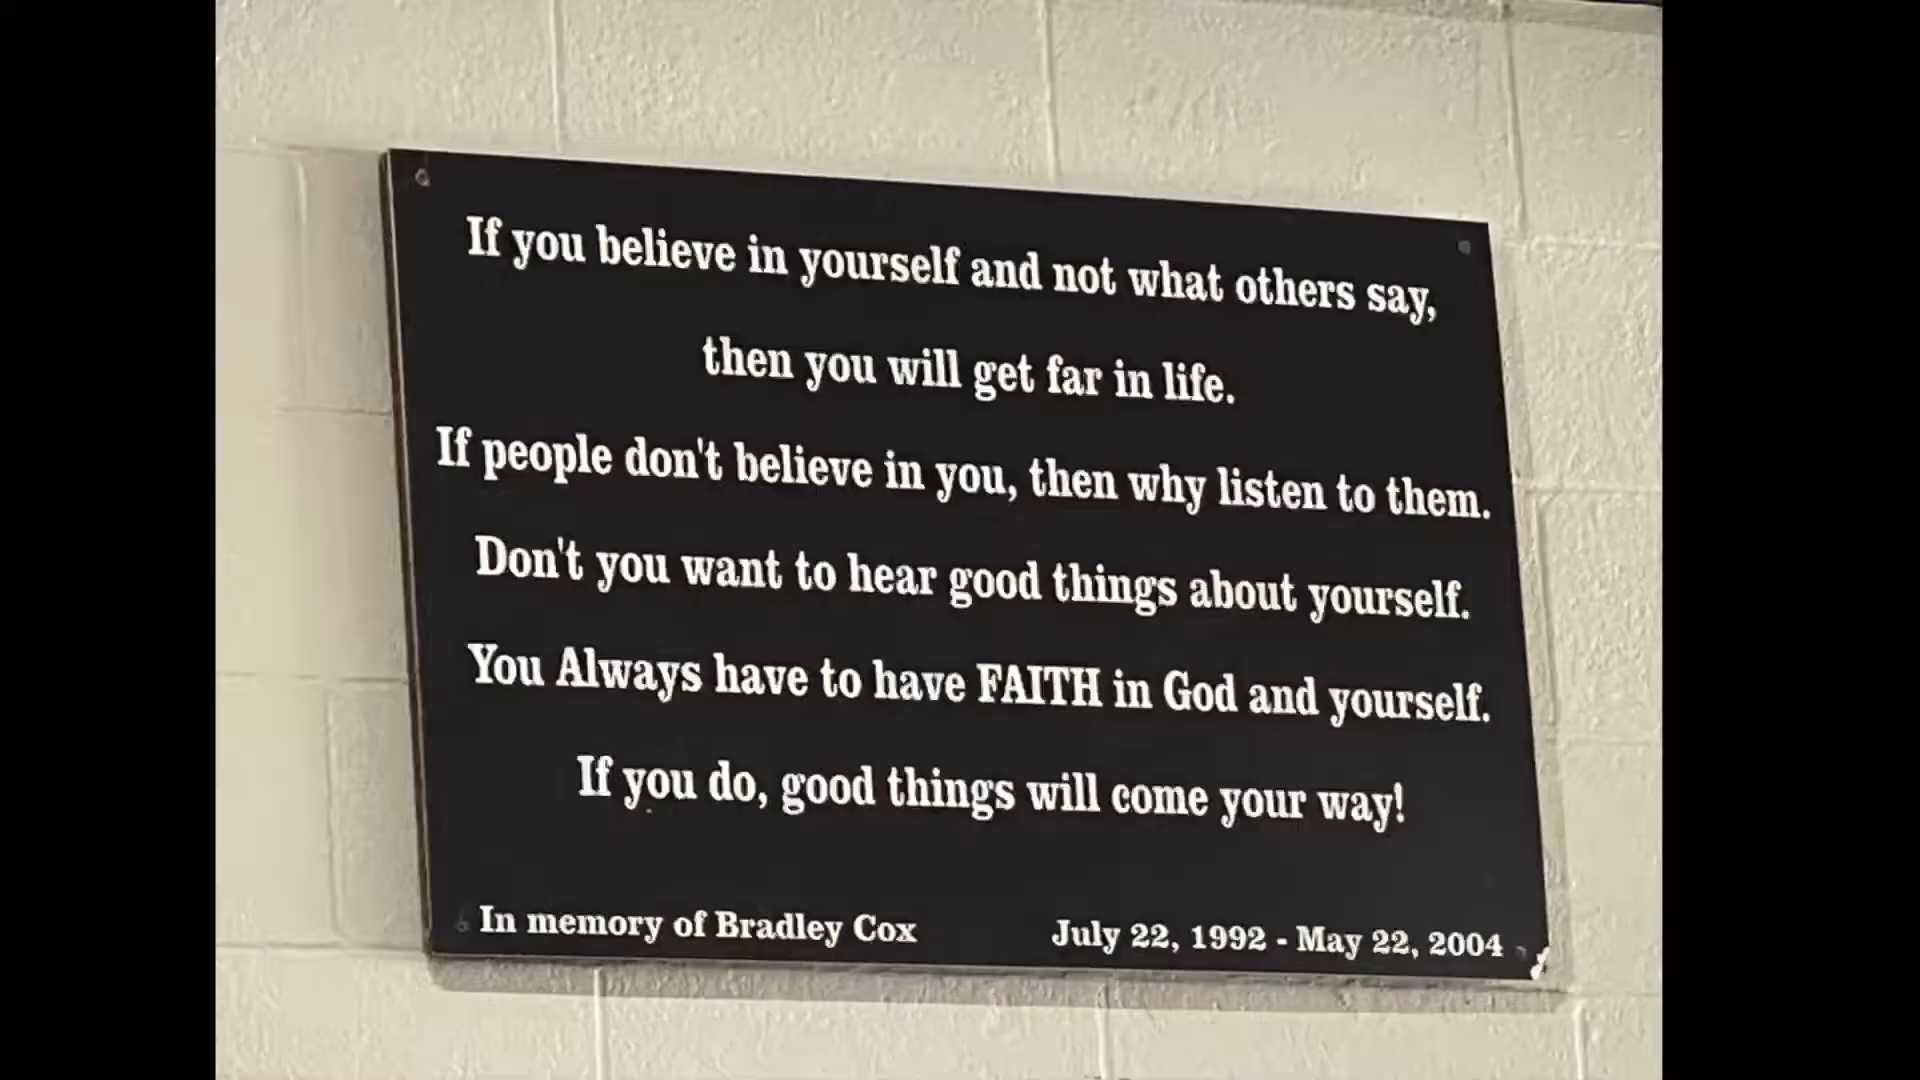 If you believe in yourself and not what others say,
then you will get far in life.
If people don't believe in you, then why listen to them.
Don't you want to hear good things about yourself.
You Always have to have FAITH in God and yourself.
If you do, good things will come your way!
In memory of Bradley Cox July 22, 1992 - May 22, 2004